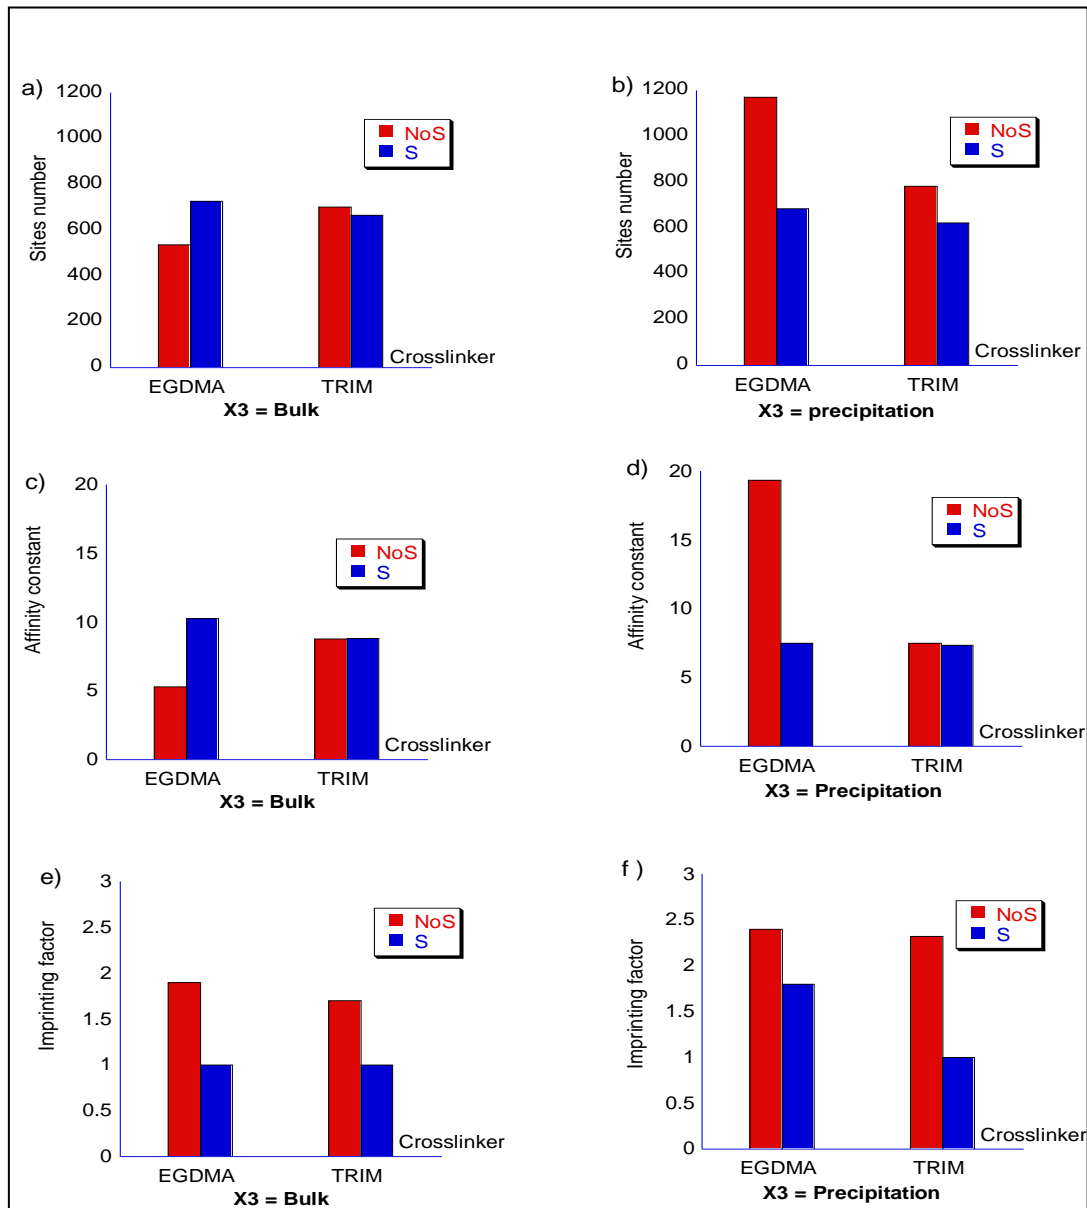 a)
1200
1000
800
600
400
200
0
Sites number
NoS
S
Crosslinker
EGDMA
TRIM
X3 = Bulk
b)
1200
1000
800
600
400
200
0
Sites number
NoS
S
Crosslinker
EGDMA
TRIM
X3 = precipitation
c)
20
15
10
5
0
Affinity constant
NoS
S
Crosslinker
EGDMA
TRIM
X3 = Bulk
d)
20
15
10
5
0
Affinity constant
NoS
S
Crosslinker
EGDMA
TRIM
X3 = Precipitation
e)
3
2.5
2
1.5
1
0.5
0
Imprinting factor
NoS
S
Crosslinker
EGDMA
TRIM
X3 = Bulk
f )
3
2.5
2
1.5
1
0.5
0
Imprinting factor
NoS
S
Crosslinker
EGDMA
TRIM
X3 = Precipitation